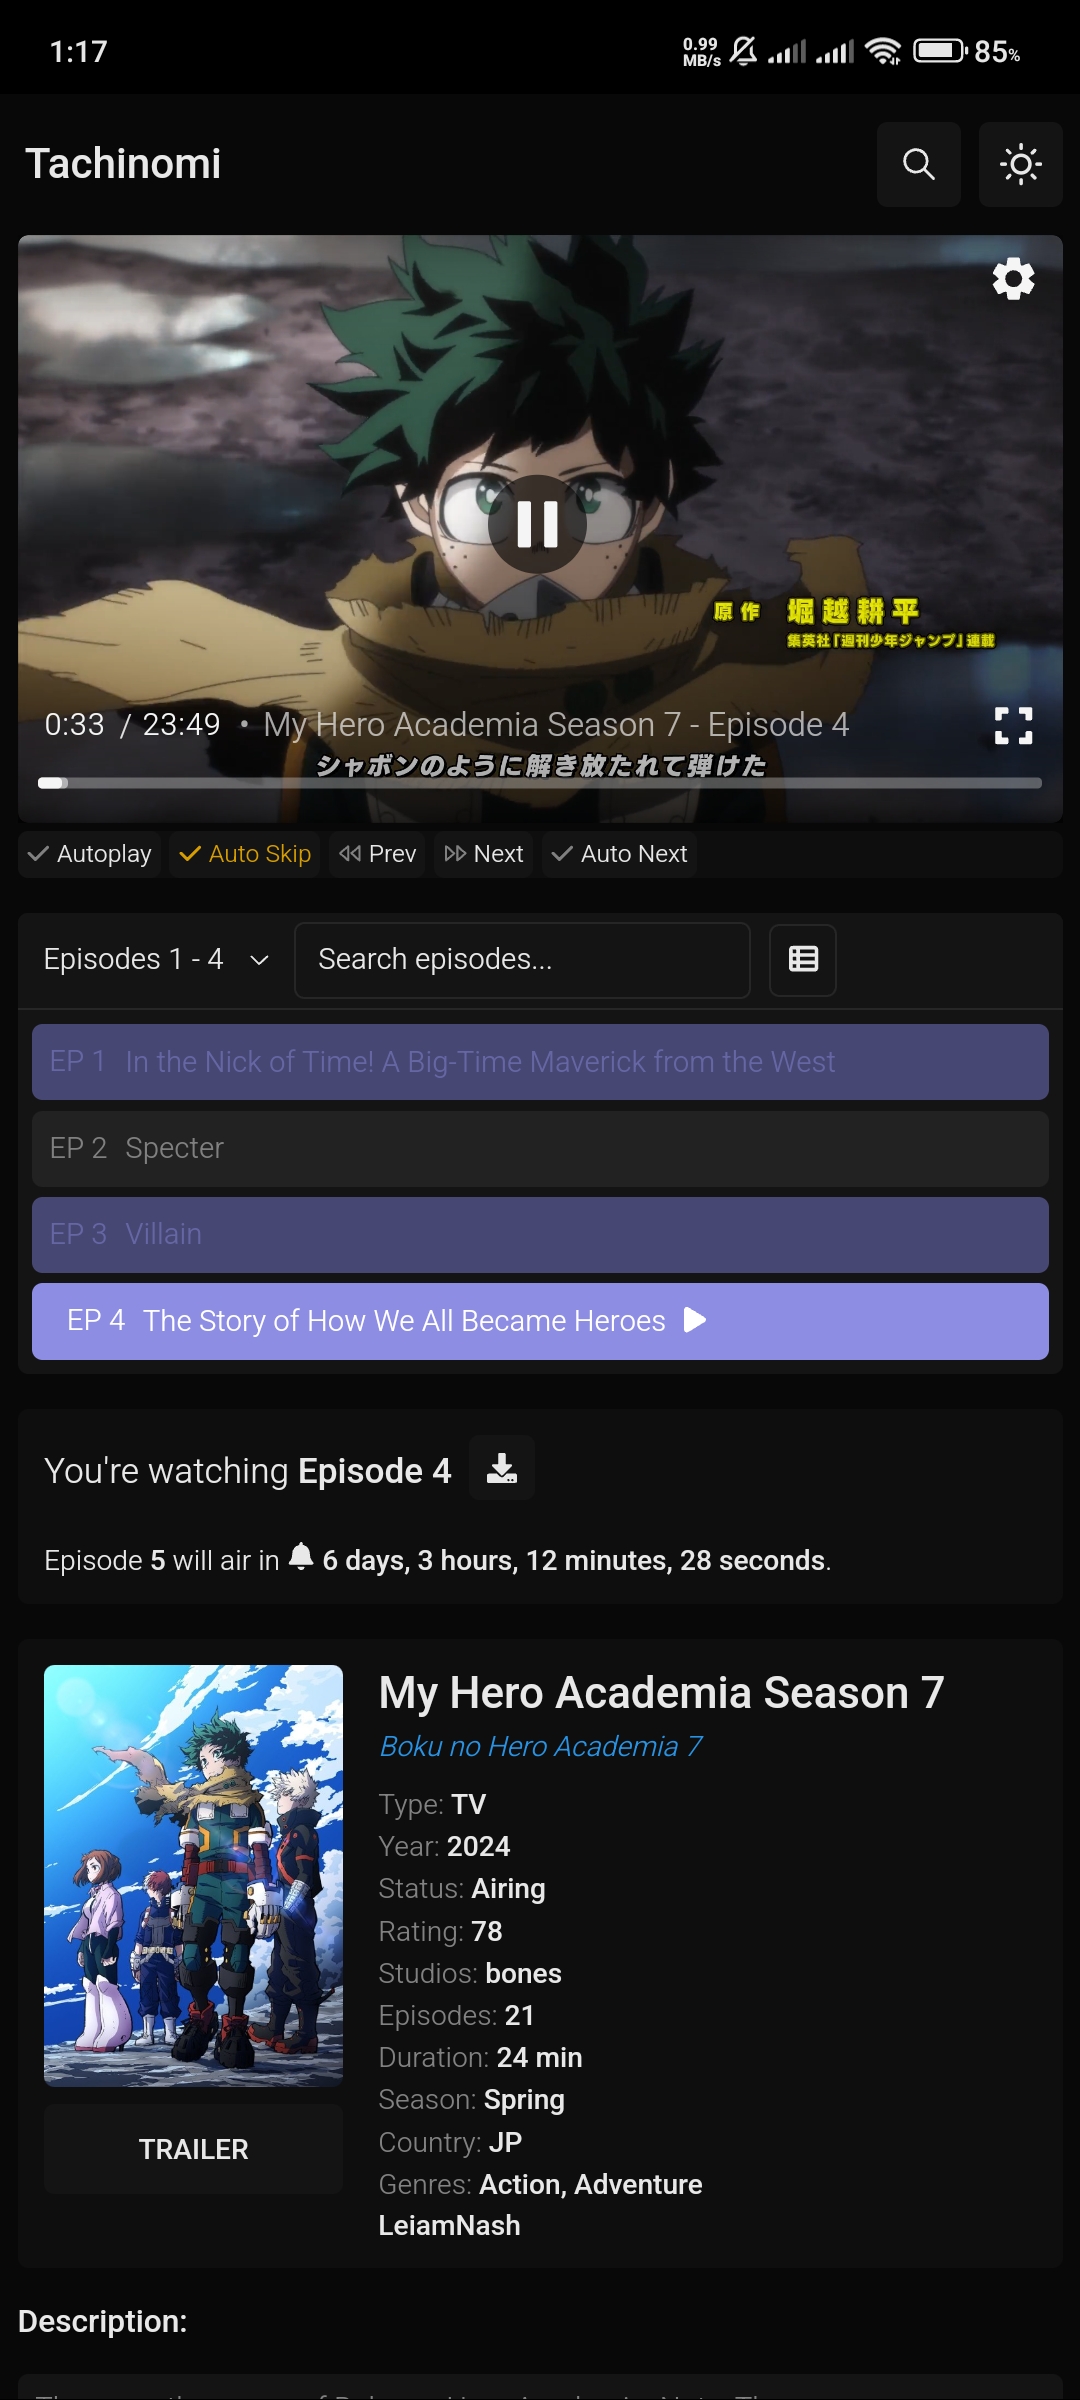 1:17
0.99
MB/s
85%
Tachinomi
原作 堀越耕平
集英社「週刊少年ジャンプ」連載
0:33 / 23:49 • My Hero Academia Season 7 - Episode 4
シャボンのように解き放たれて弾けた
Autoplay Auto Skip Prev Next Auto Next
Episodes 1 - 4 Search episodes...
EP 1 In the Nick of Time! A Big-Time Maverick from the West
EP 2 Specter
EP 3 Villain
EP 4 The Story of How We All Became Heroes
You're watching Episode 4
Episode 5 will air in 6 days, 3 hours, 12 minutes, 28 seconds.
My Hero Academia Season 7
Boku no Hero Academia 7
Type: TV
Year: 2024
Status: Airing
Rating: 78
Studios: bones
Episodes: 21
Duration: 24 min
Season: Spring
Country: JP
Genres: Action, Adventure
LeiamNash
TRAILER
Description: